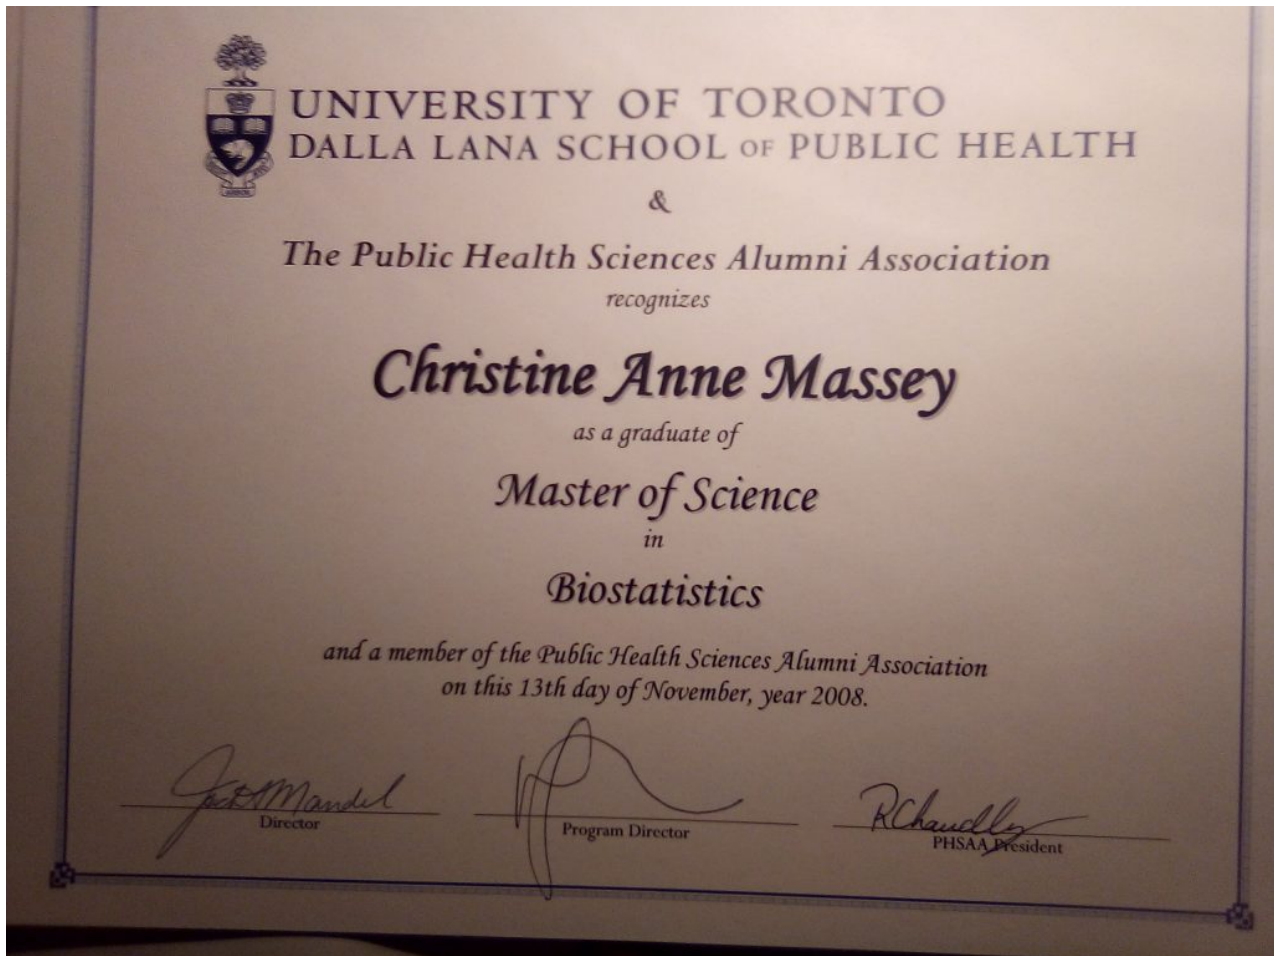 UNIVERSITY OF TORONTO
DALLA LANA SCHOOL OF PUBLIC HEALTH
&
The Public Health Sciences Alumni Association
recognizes
Christine Anne Massey
as a graduate of
Master of Science
in
Biostatistics
and a member of the Public Health Sciences Alumni Association
on this 13th day of November, year 2008.
Director
Program Director
PHSAA President